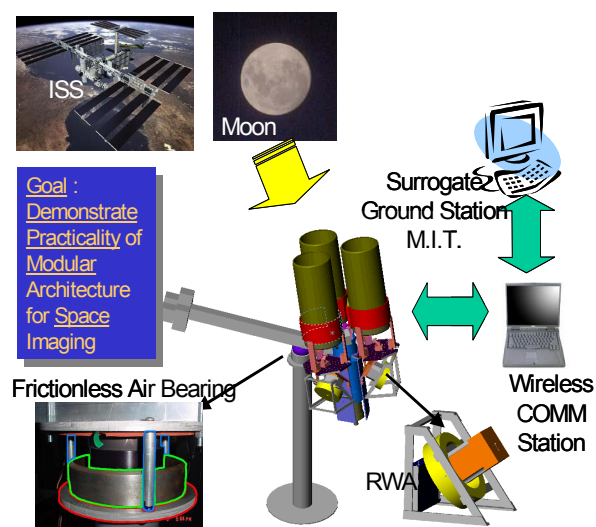 ISS
Moon
Goal :
Demonstrate
Practicality of
Modular
Architecture
for Space
Imaging
Surrogate
Ground Station
M.I.T.
Frictionless Air Bearing
Wireless
COMM
Station
RWA